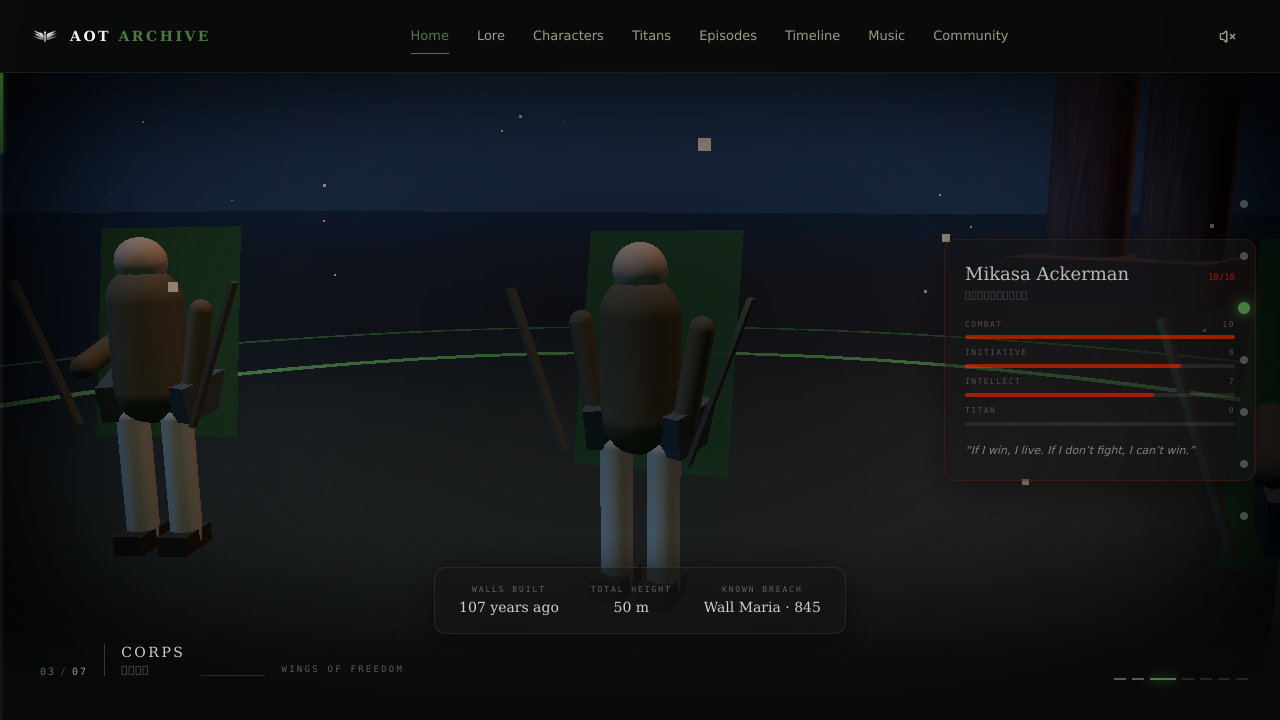 AOT ARCHIVE
Home Lore Characters Titans Episodes Timeline Music Community
Mikasa Ackerman 10/10
COMBAT 10
INITIATIVE 8
INTELLECT 7
TITAN 0
“If I win, I live. If I don’t fight, I can’t win.”
WALLS BUILT TOTAL HEIGHT KNOWN BREACH
107 years ago 50 m Wall Maria · 845
03 / 07 CORPS WINGS OF FREEDOM